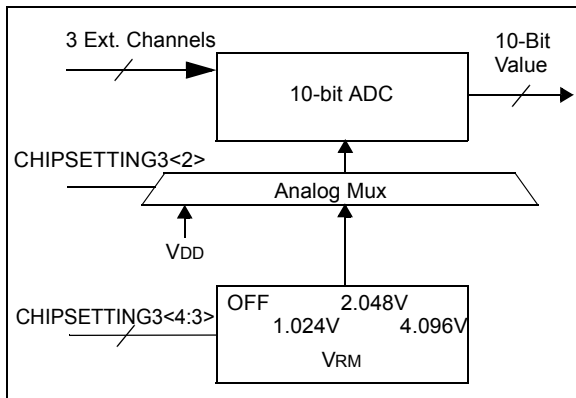 3 Ext. Channels
10-Bit
Value
10-bit ADC
CHIPSETTING3<2>
Analog Mux
VDD
CHIPSETTING3<4:3>
OFF 2.048V
1.024V 4.096V
VRM